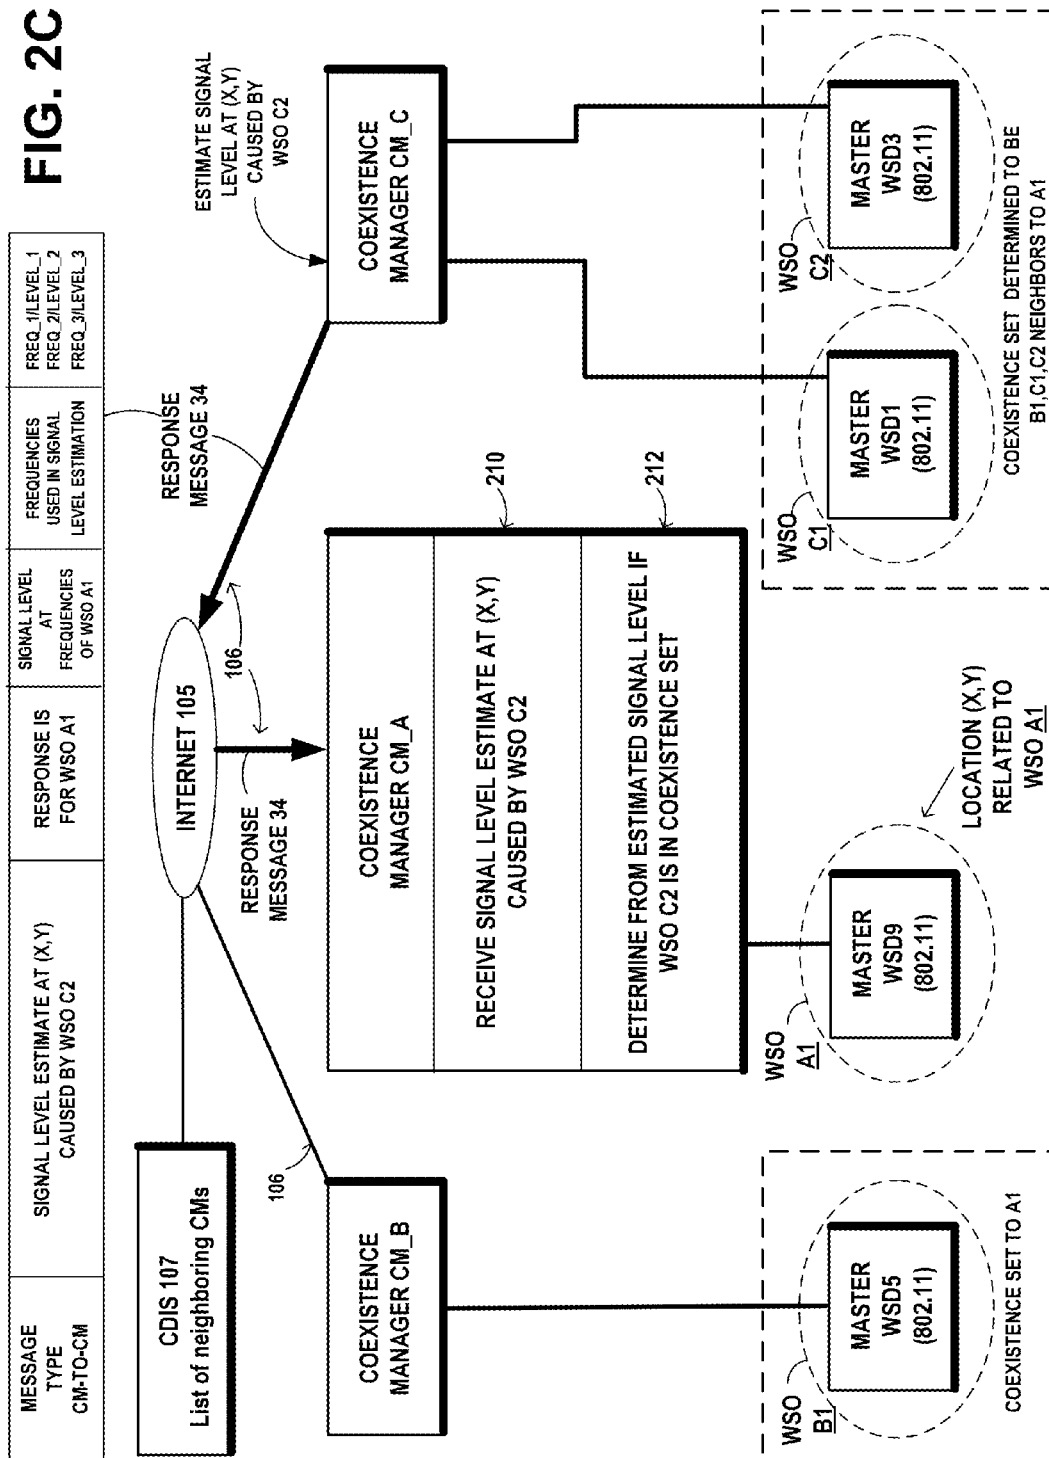 FIG. 2C
MESSAGE
TYPE
CM-TO-CM
SIGNAL LEVEL ESTIMATE AT (X,Y)
CAUSED BY WSO C2
RESPONSE IS
FOR WSO A1
SIGNAL LEVEL
AT
FREQUENCIES
OF WSO A1
FREQUENCIES
USED IN SIGNAL
LEVEL ESTIMATION
FREQ_1/LEVEL_1
FREQ_2/LEVEL_2
FREQ_3/LEVEL_3
CDIS 107
List of neighboring CMs
INTERNET 105
106
RESPONSE
MESSAGE 34
ESTIMATE SIGNAL
LEVEL AT (X,Y)
CAUSED BY
WSO C2
106
RESPONSE
MESSAGE 34
COEXISTENCE
MANAGER CM_B
COEXISTENCE
MANAGER CM_A
RECEIVE SIGNAL LEVEL ESTIMATE AT (X,Y)
CAUSED BY WSO C2
210
DETERMINE FROM ESTIMATED SIGNAL LEVEL IF
WSO C2 IS IN COEXISTENCE SET
212
COEXISTENCE
MANAGER CM_C
WSO
B1
MASTER
WSD5
(802.11)
COEXISTENCE SET TO A1
WSO
A1
MASTER
WSD9
(802.11)
LOCATION (X,Y)
RELATED TO
WSO A1
WSO
C1
MASTER
WSD1
(802.11)
WSO
C2
MASTER
WSD3
(802.11)
COEXISTENCE SET DETERMINED TO BE
B1,C1,C2 NEIGHBORS TO A1